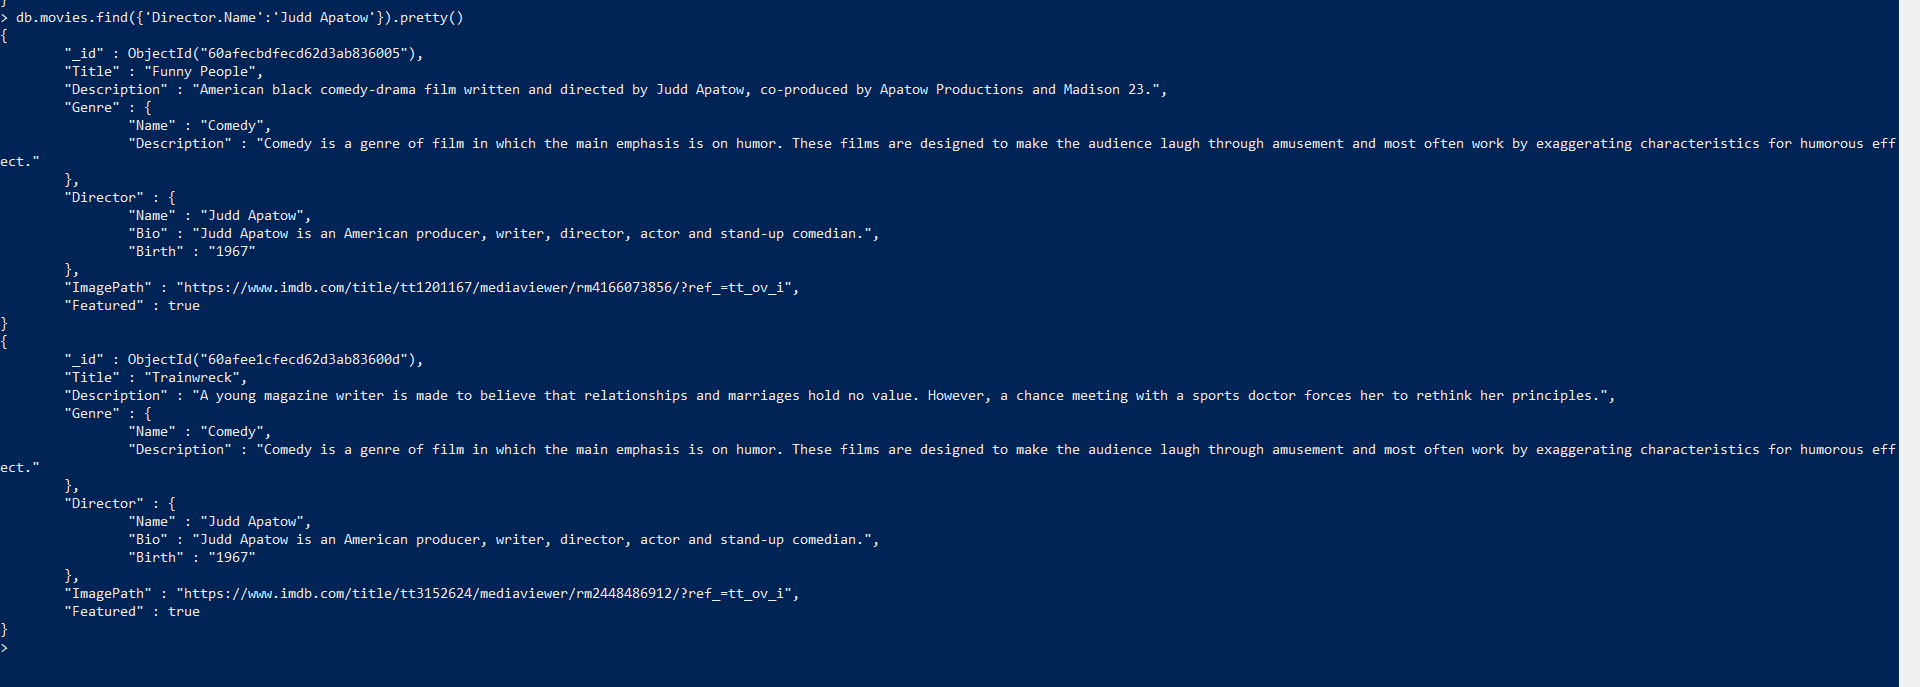 }
> db.movies.find({'Director.Name':'Judd Apatow'}).pretty()
{
        "_id" : ObjectId("60afecbdfecd62d3ab836005"),
        "Title" : "Funny People",
        "Description" : "American black comedy-drama film written and directed by Judd Apatow, co-produced by Apatow Productions and Madison 23.",
        "Genre" : {
                "Name" : "Comedy",
                "Description" : "Comedy is a genre of film in which the main emphasis is on humor. These films are designed to make the audience laugh through amusement and most often work by exaggerating characteristics for humorous eff
ect."
        },
        "Director" : {
                "Name" : "Judd Apatow",
                "Bio" : "Judd Apatow is an American producer, writer, director, actor and stand-up comedian.",
                "Birth" : "1967"
        },
        "ImagePath" : "https://www.imdb.com/title/tt1201167/mediaviewer/rm4166073856/?ref_=tt_ov_i",
        "Featured" : true
}
{
        "_id" : ObjectId("60afee1cfecd62d3ab83600d"),
        "Title" : "Trainwreck",
        "Description" : "A young magazine writer is made to believe that relationships and marriages hold no value. However, a chance meeting with a sports doctor forces her to rethink her principles.",
        "Genre" : {
                "Name" : "Comedy",
                "Description" : "Comedy is a genre of film in which the main emphasis is on humor. These films are designed to make the audience laugh through amusement and most often work by exaggerating characteristics for humorous eff
ect."
        },
        "Director" : {
                "Name" : "Judd Apatow",
                "Bio" : "Judd Apatow is an American producer, writer, director, actor and stand-up comedian.",
                "Birth" : "1967"
        },
        "ImagePath" : "https://www.imdb.com/title/tt3152624/mediaviewer/rm2448486912/?ref_=tt_ov_i",
        "Featured" : true
}
>